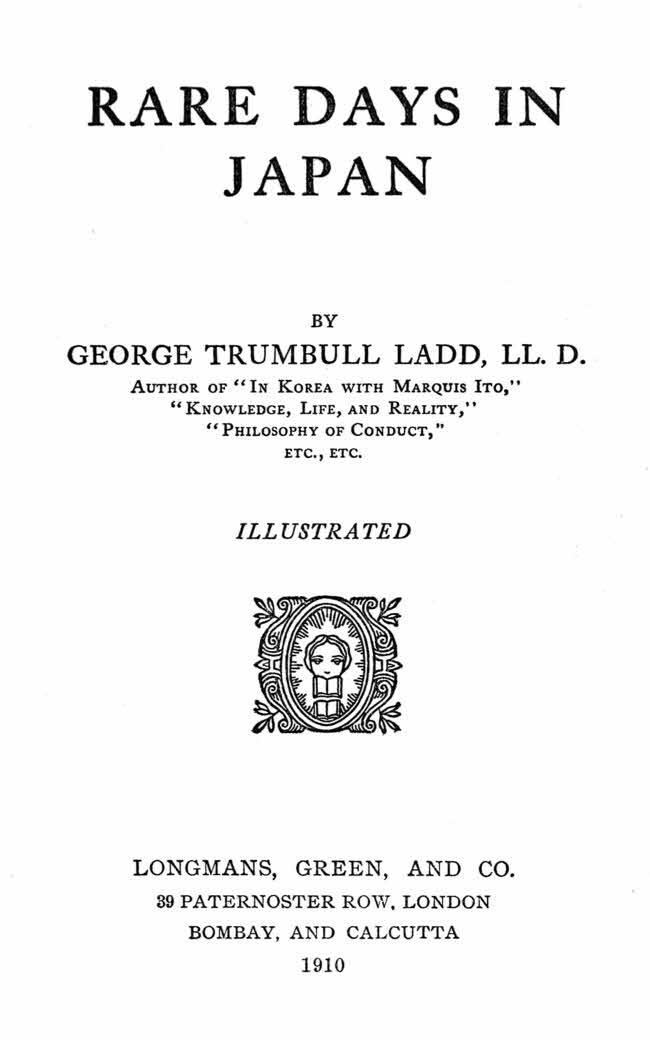 RARE DAYS IN
JAPAN
BY
GEORGE TRUMBULL LADD, LL. D.
AUTHOR OF "IN KOREA WITH MARQUIS ITO,"
"KNOWLEDGE, LIFE, AND REALITY,"
"PHILOSOPHY OF CONDUCT,"
ETC., ETC.
ILLUSTRATED
LONGMANS, GREEN, AND CO.
39 PATERNOSTER ROW, LONDON
BOMBAY, AND CALCUTTA
1910